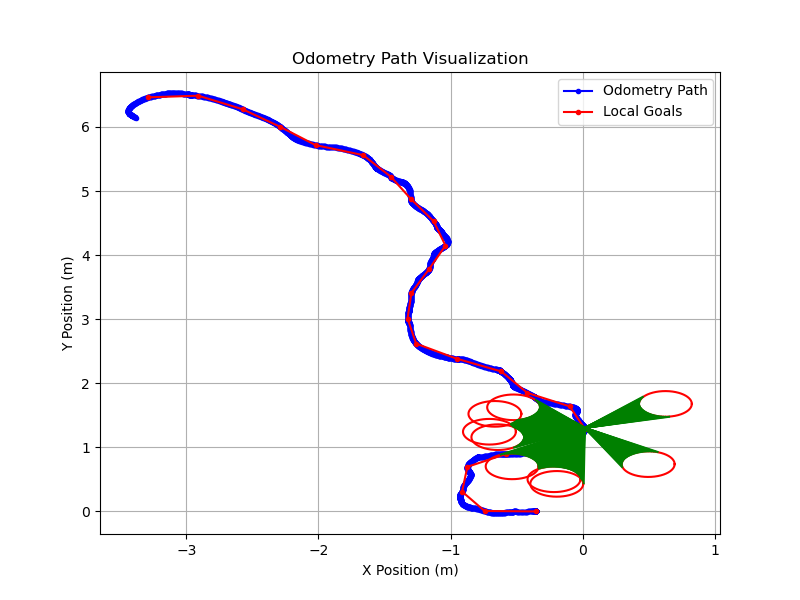 Odometry Path Visualization
Odometry Path
Local Goals
Y Position (m)
6
5
4
3
2
1
0
−3
−2
−1
0
1
X Position (m)